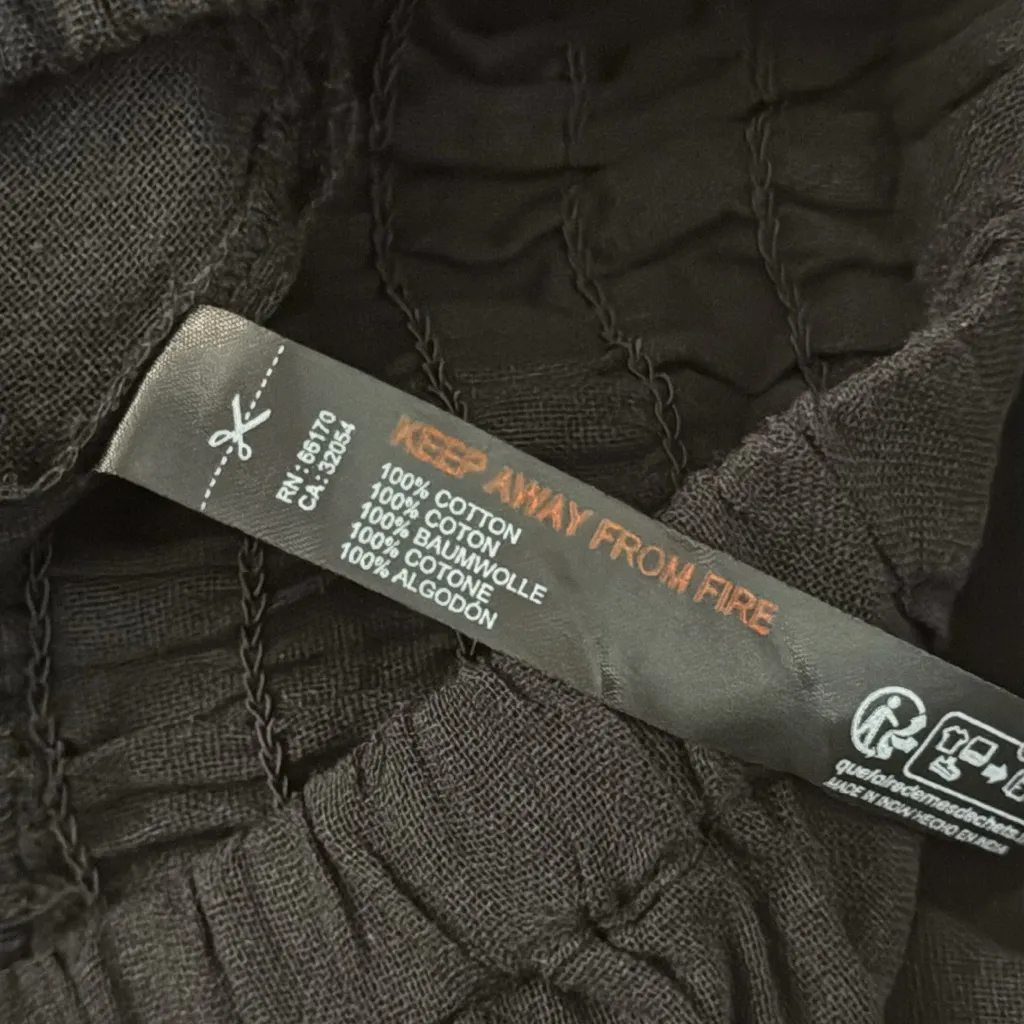 RN: 66170
CA: 32054
KEEP AWAY FROM FIRE
100% COTTON
100% COTON
100% BAUMWOLLE
100% COTONE
100% ALGODÓN
quefairedemesdechets.
MADE IN INDIA/ HECHO EN INDIA